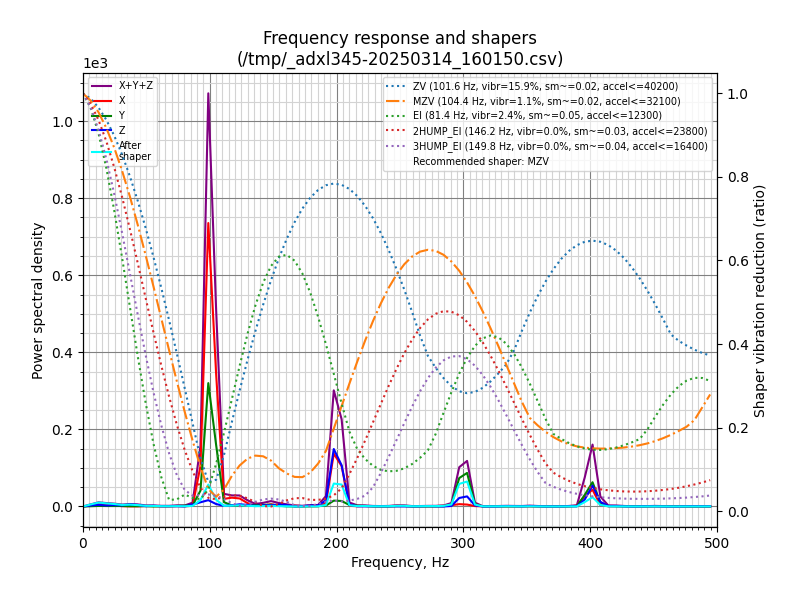 Frequency response and shapers
(/tmp/_adxl345-20250314_160150.csv)
1e3
X+Y+Z
X
Y
Z
After
shaper
ZV (101.6 Hz, vibr=15.9%, sm~=0.02, accel<=40200)
MZV (104.4 Hz, vibr=1.1%, sm~=0.02, accel<=32100)
EI (81.4 Hz, vibr=2.4%, sm~=0.05, accel<=12300)
2HUMP_EI (146.2 Hz, vibr=0.0%, sm~=0.03, accel<=23800)
3HUMP_EI (149.8 Hz, vibr=0.0%, sm~=0.04, accel<=16400)
Recommended shaper: MZV
Power spectral density
1.0
0.8
0.6
0.4
0.2
0.0
1.0
0.8
0.6
0.4
0.2
0.0
Shaper vibration reduction (ratio)
0 100 200 300 400 500
Frequency, Hz